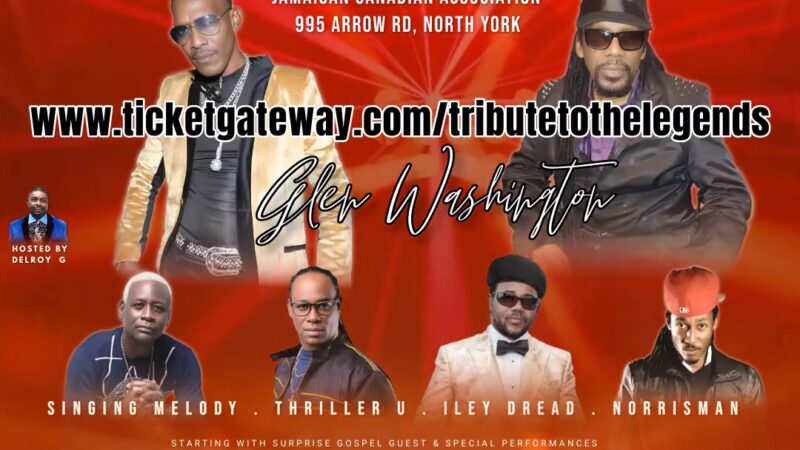 JAMAICAN CANADIAN ASSOCIATION
995 ARROW RD, NORTH YORK
www.ticketgateway.com/tributetothelegends
Glen Washington
HOSTED BY
DELROY G
SINGING MELODY . THRILLER U . ILEY DREAD . NORRISMAN
STARTING WITH SURPRISE GOSPEL GUEST & SPECIAL PERFORMANCES